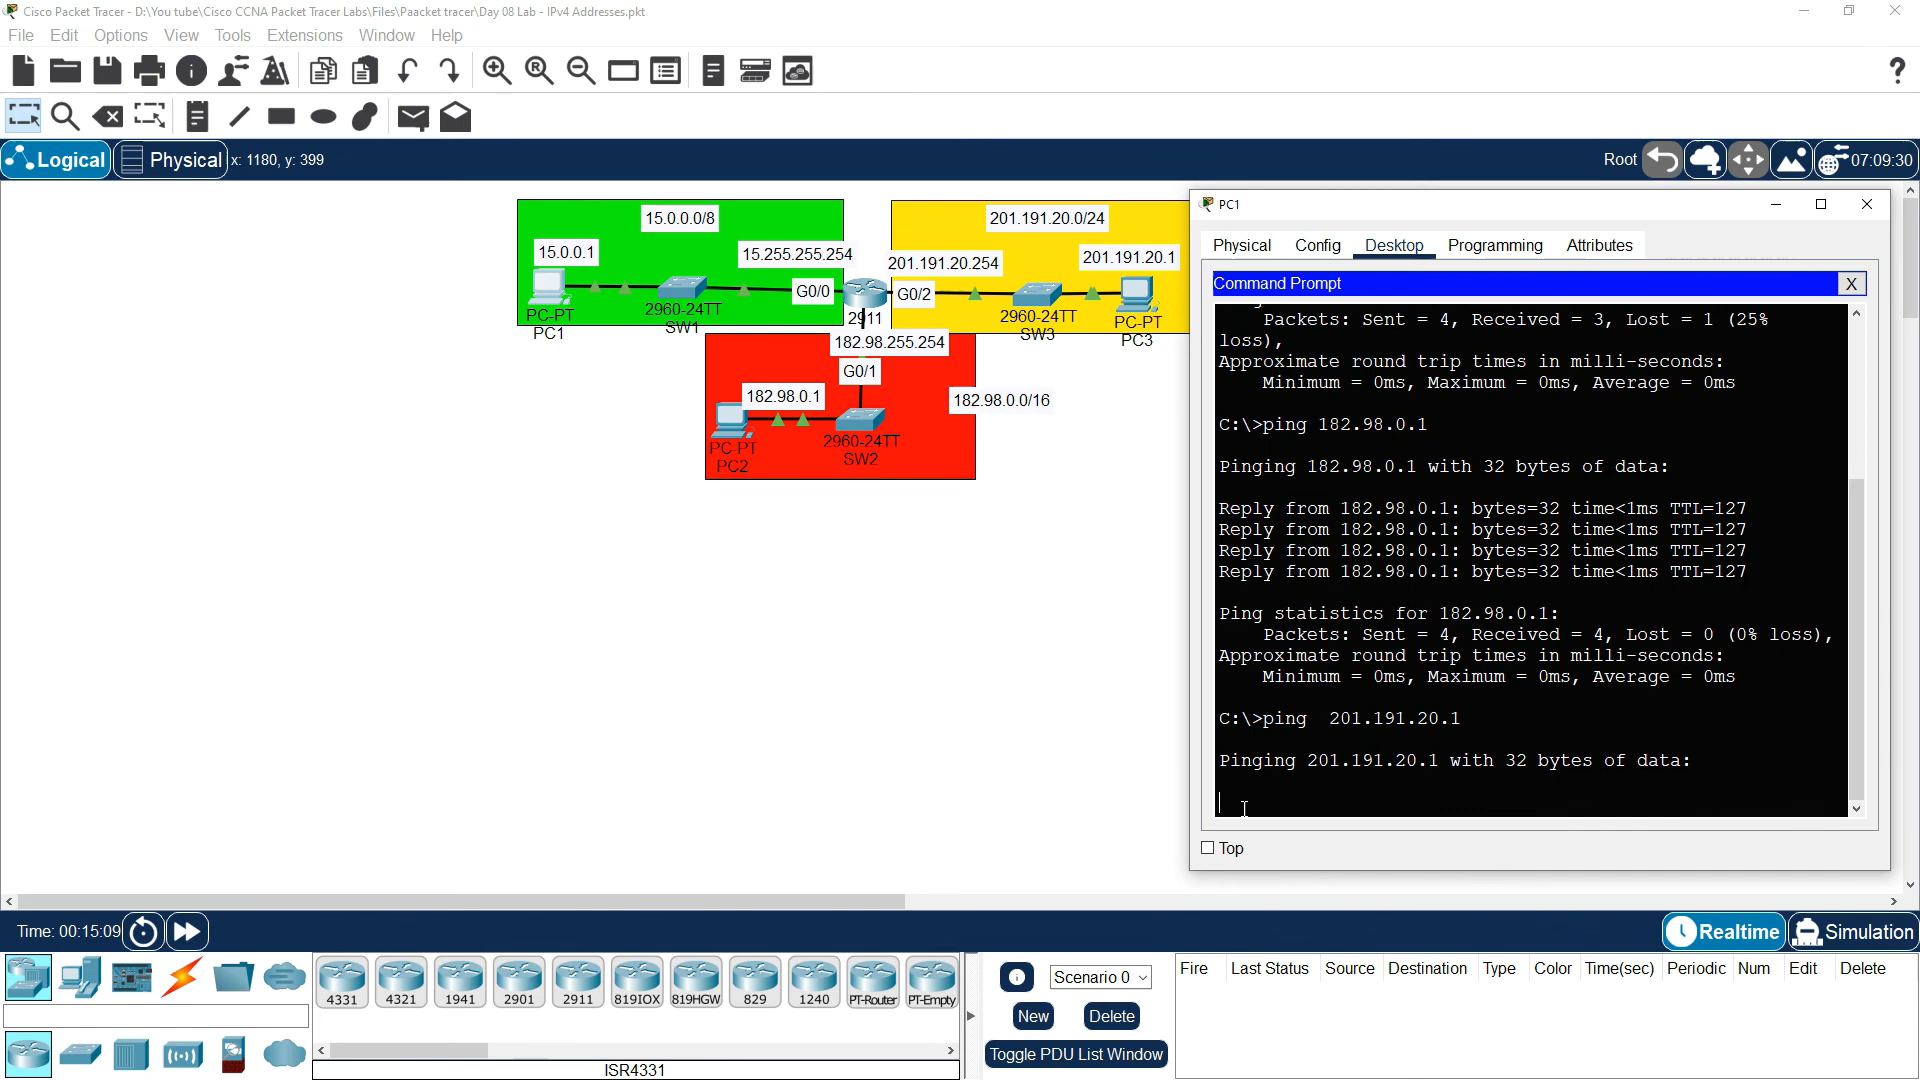 Cisco Packet Tracer - D:\You tube\Cisco CCNA Packet Tracer Labs\Files\Paacket tracer\Day 08 Lab - IPv4 Addresses.pkt
File Edit Options View Tools Extensions Window Help
Logical Physical x: 1180, y: 399 Root 07:09:30
15.0.0.0/8
15.0.0.1
15.255.255.254
G0/0
PC-PT
PC1
2960-24TT
SW1
2911
201.191.20.0/24
201.191.20.254
201.191.20.1
G0/2
2960-24TT
SW3
PC-PT
PC3
182.98.255.254
G0/1
182.98.0.1
182.98.0.0/16
PC-PT
PC2
2960-24TT
SW2
PC1
Physical Config Desktop Programming Attributes
Command Prompt X
Packets: Sent = 4, Received = 3, Lost = 1 (25%
loss),
Approximate round trip times in milli-seconds:
Minimum = 0ms, Maximum = 0ms, Average = 0ms
C:\>ping 182.98.0.1
Pinging 182.98.0.1 with 32 bytes of data:
Reply from 182.98.0.1: bytes=32 time<1ms TTL=127
Reply from 182.98.0.1: bytes=32 time<1ms TTL=127
Reply from 182.98.0.1: bytes=32 time<1ms TTL=127
Reply from 182.98.0.1: bytes=32 time<1ms TTL=127
Ping statistics for 182.98.0.1:
Packets: Sent = 4, Received = 4, Lost = 0 (0% loss),
Approximate round trip times in milli-seconds:
Minimum = 0ms, Maximum = 0ms, Average = 0ms
C:\>ping  201.191.20.1
Pinging 201.191.20.1 with 32 bytes of data:
Top
Time: 00:15:09 Realtime Simulation
4331 4321 1941 2901 2911 819IOX 819HGW 829 1240 PT-Router PT-Empty
ISR4331
Scenario 0
New Delete
Toggle PDU List Window
Fire Last Status Source Destination Type Color Time(sec) Periodic Num Edit Delete